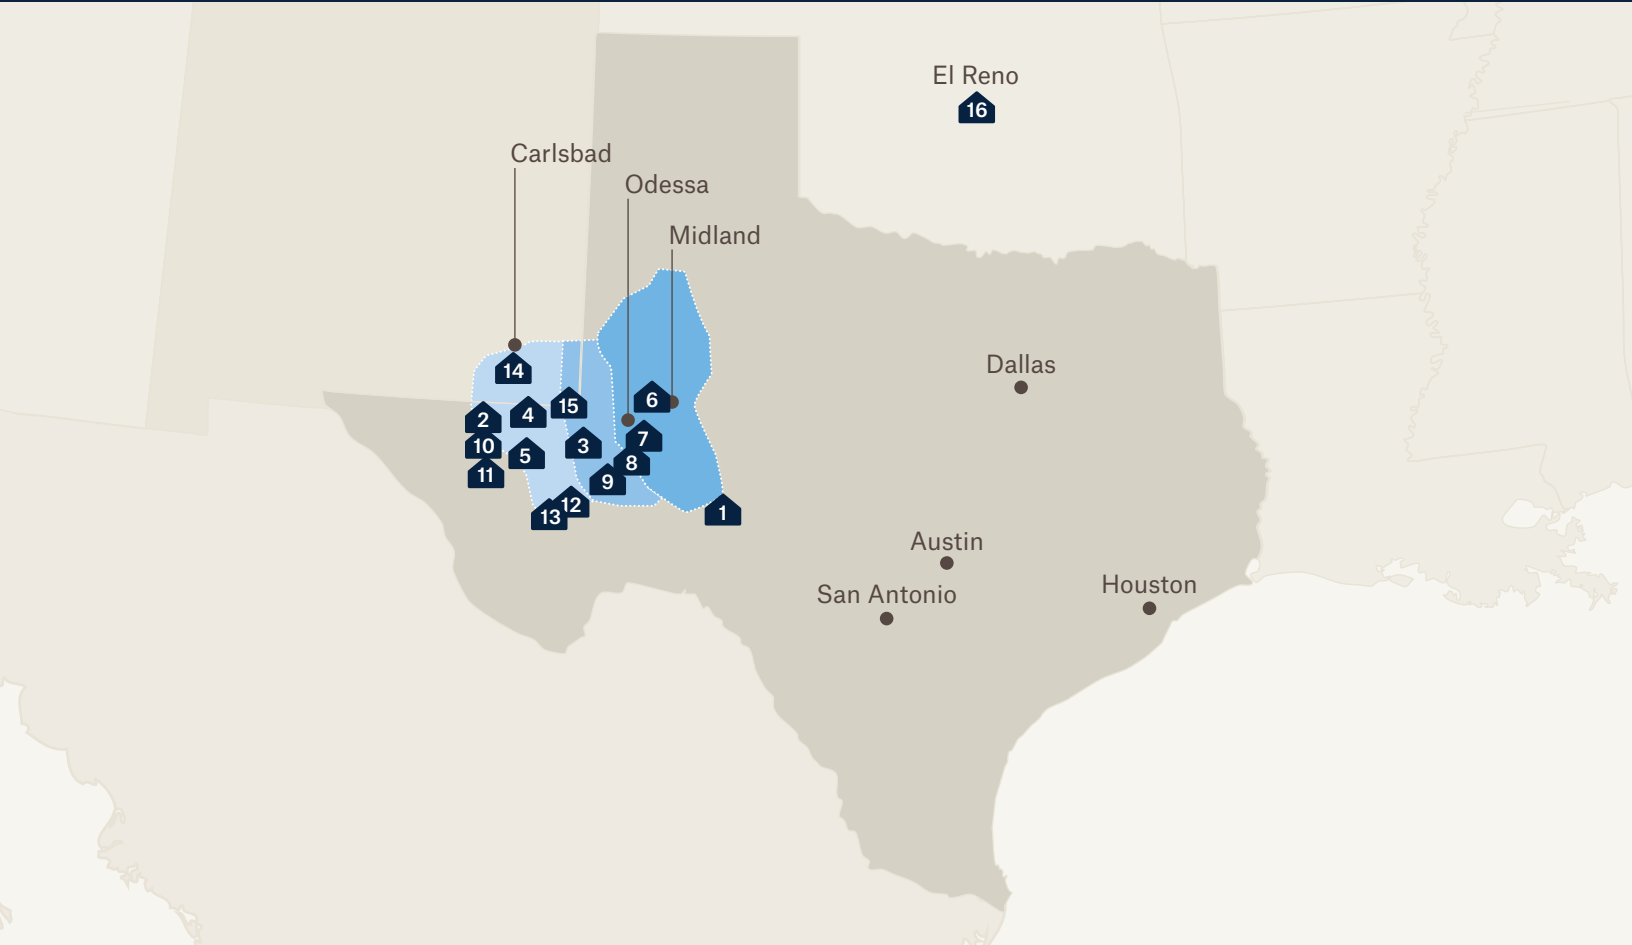 El Reno
16
Carlsbad
Odessa
Midland
14
Dallas
6
15
4
2
7
3
10
5
8
11
9
12
1
13
Austin
Houston
San Antonio